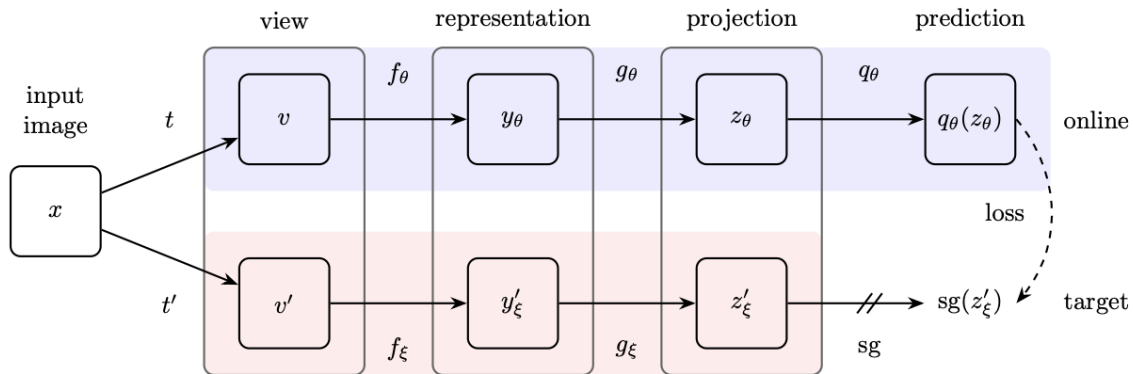 view
representation
projection
prediction
input
image
t
f_θ
g_θ
q_θ
v
y_θ
z_θ
q_θ(z_θ)
online
x
loss
t′
v′
y′_ξ
z′_ξ
sg(z′_ξ)
target
f_ξ
g_ξ
sg